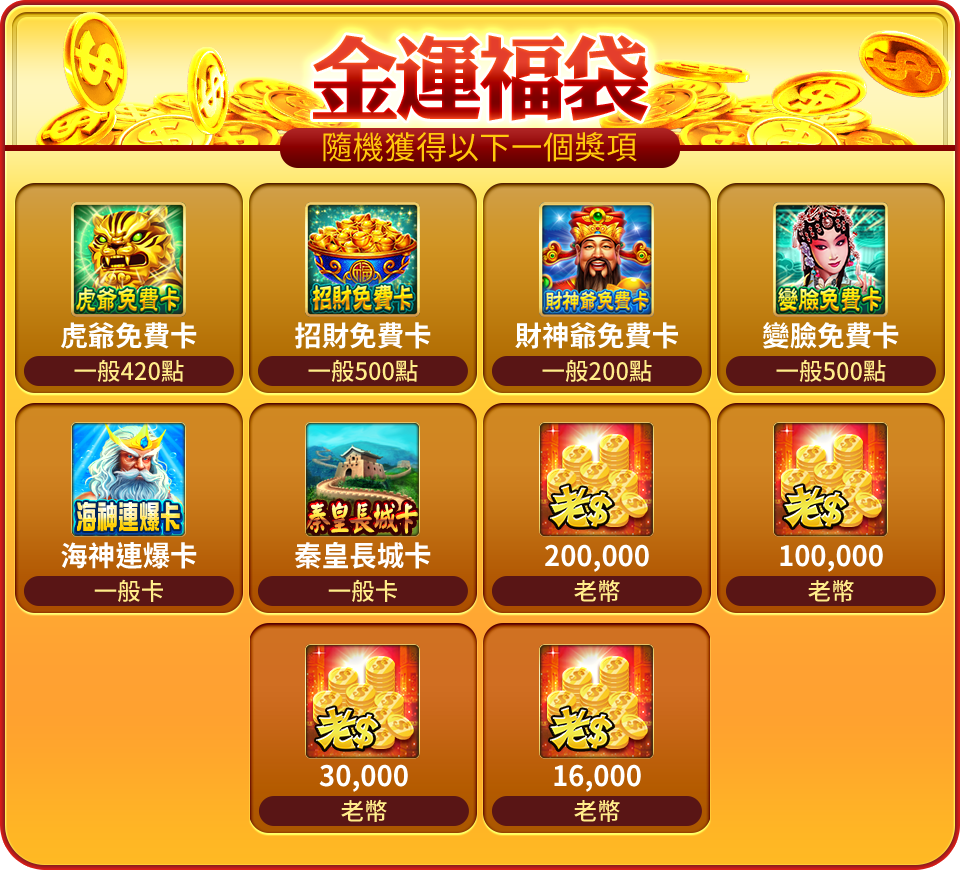 金運福袋
隨機獲得以下一個獎項
虎爺免費卡
虎爺免費卡
一般420點
招財免費卡
招財免費卡
一般500點
財神爺免費卡
財神爺免費卡
一般200點
變臉免費卡
變臉免費卡
一般500點
海神連爆卡
海神連爆卡
一般卡
秦皇長城卡
秦皇長城卡
一般卡
老$
200,000
老幣
老$
100,000
老幣
老$
30,000
老幣
老$
16,000
老幣